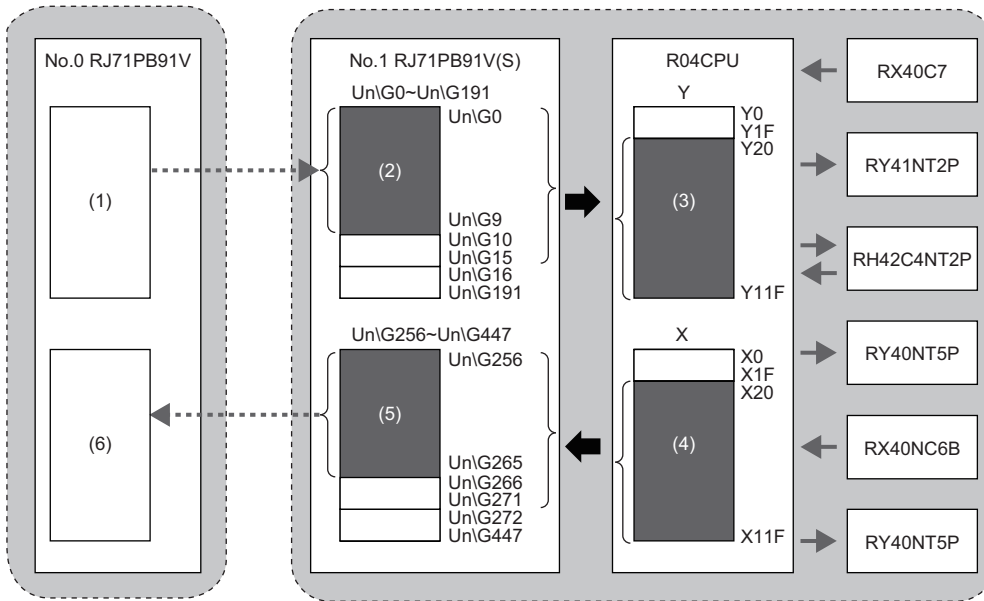 No.0 RJ71PB91V
(1)
(6)
No.1 RJ71PB91V(S)
Un\G0~Un\G191
Un\G0
(2)
Un\G9
Un\G10
Un\G15
Un\G16
Un\G191
Un\G256~Un\G447
Un\G256
(5)
Un\G265
Un\G266
Un\G271
Un\G272
Un\G447
R04CPU
Y
Y0
Y1F
Y20
(3)
Y11F
X
X0
X1F
X20
(4)
X11F
RX40C7
RY41NT2P
RH42C4NT2P
RY40NT5P
RX40NC6B
RY40NT5P